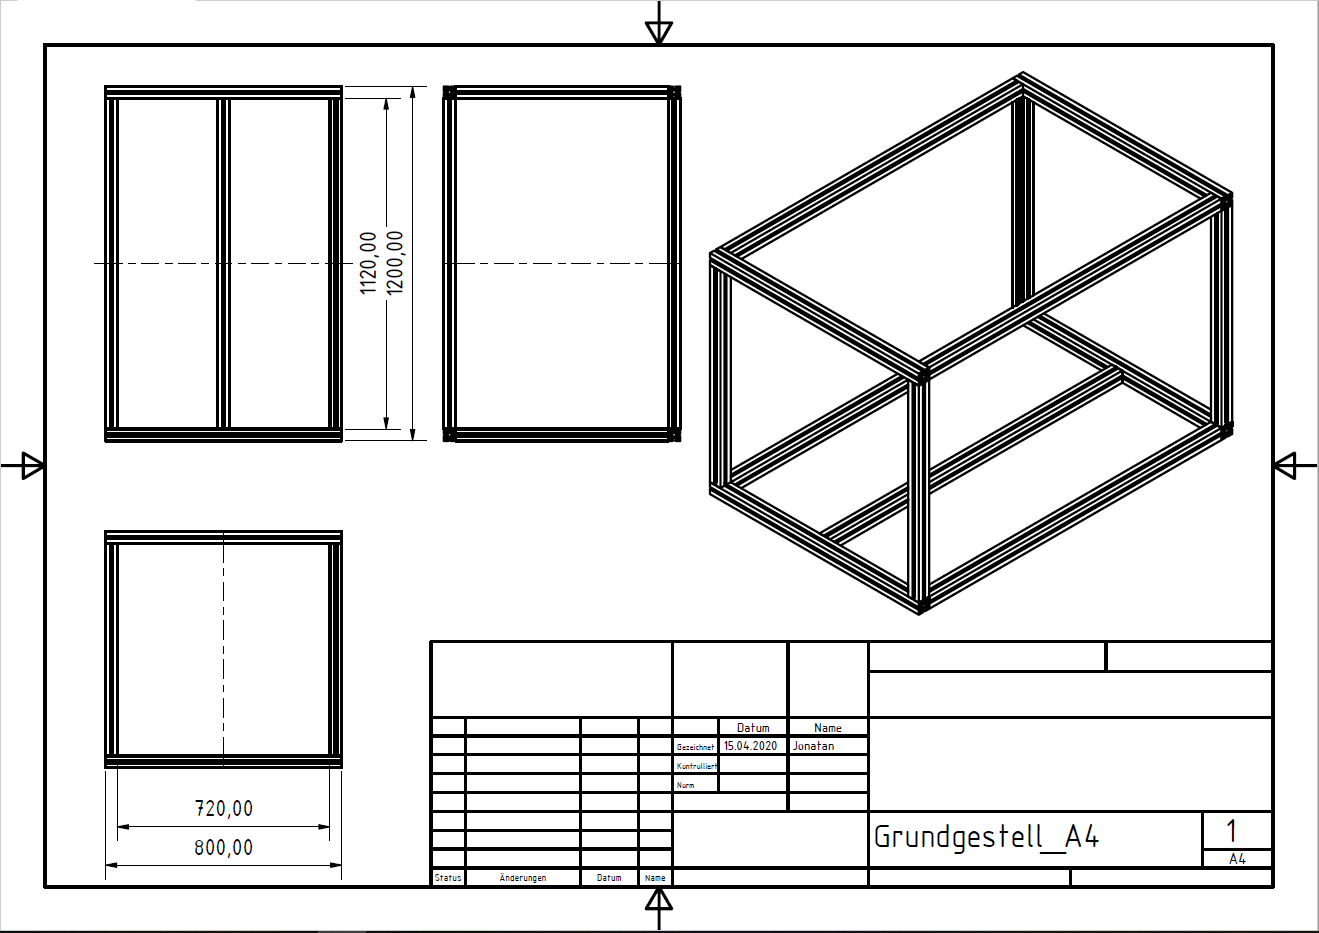 1120,00
1200,00
720,00
800,00
Datum Name
Gezeichnet 15.04.2020 Jonatan
Kontrolliert
Norm
Grundgestell_A4
1
A4
Status Änderungen Datum Name